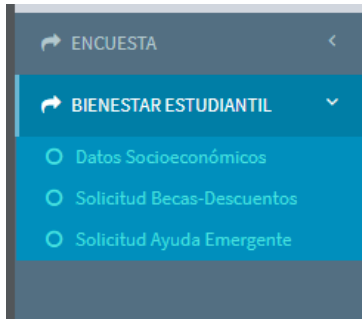 ENCUESTA
BIENESTAR ESTUDIANTIL
Datos Socioeconómicos
Solicitud Becas-Descuentos
Solicitud Ayuda Emergente